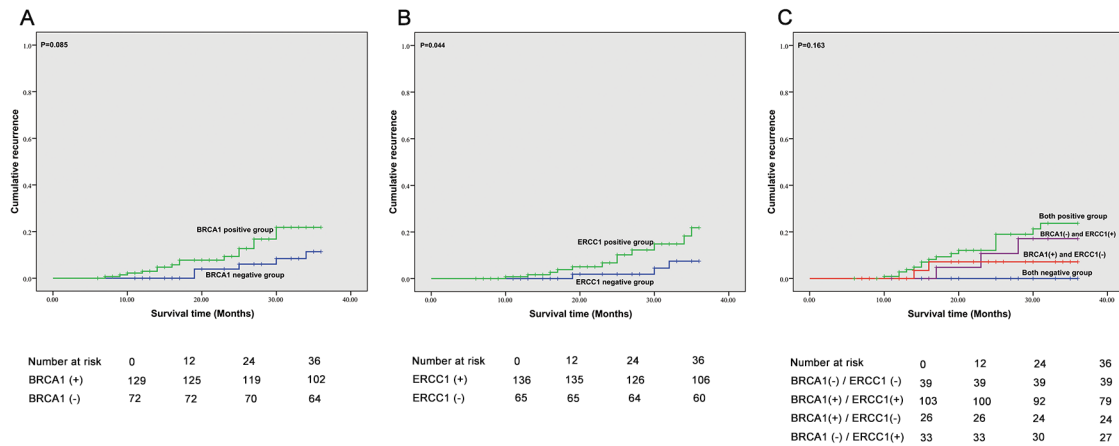 A
P=0.085
1.0
0.8
0.6
0.4
0.2
0.0
Cumulative recurrence
BRCA1 positive group
BRCA1 negative group
0.00 10.00 20.00 30.00 40.00
Survival time (Months)
Number at risk 0 12 24 36
BRCA1 (+) 129 125 119 102
BRCA1 (-) 72 72 70 64
B
P=0.044
1.0
0.8
0.6
0.4
0.2
0.0
Cumulative recurrence
ERCC1 positive group
ERCC1 negative group
0.00 10.00 20.00 30.00 40.00
Survival time (Months)
Number at risk 0 12 24 36
ERCC1 (+) 136 135 126 106
ERCC1 (-) 65 65 64 60
C
P=0.163
1.0
0.8
0.6
0.4
0.2
0.0
Cumulative recurrence
Both positive group
BRCA1(-) and ERCC1(+)
BRCA1(+) and ERCC1(-)
Both negative group
0.00 10.00 20.00 30.00 40.00
Survival time (Months)
Number at risk 0 12 24 36
BRCA1(-) / ERCC1 (-) 39 39 39 39
BRCA1(+) / ERCC1(+) 103 100 92 79
BRCA1(+) / ERCC1(-) 26 26 24 24
BRCA1 (-) / ERCC1(+) 33 33 30 27